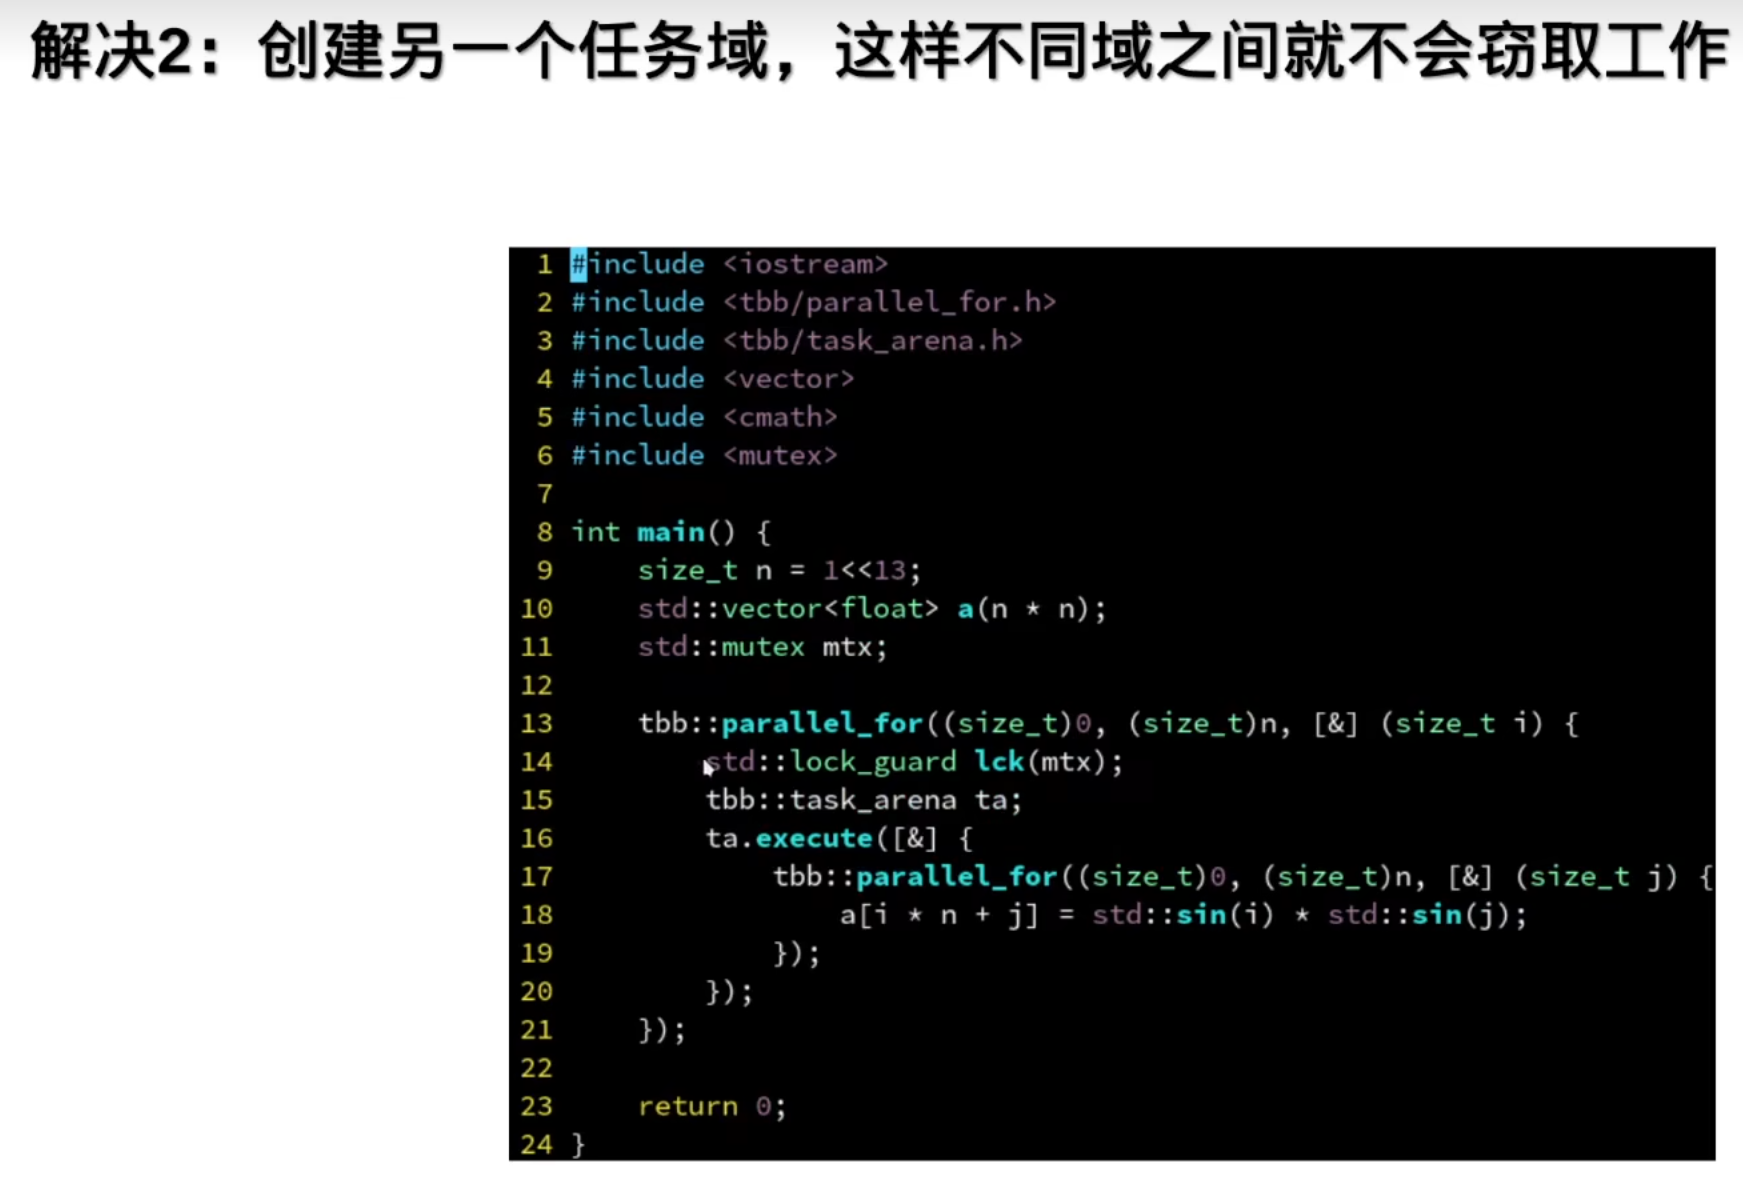 解决2：创建另一个任务域，这样不同域之间就不会窃取工作
1 #include <iostream>
2 #include <tbb/parallel_for.h>
3 #include <tbb/task_arena.h>
4 #include <vector>
5 #include <cmath>
6 #include <mutex>
7
8 int main() {
9     size_t n = 1<<13;
10     std::vector<float> a(n * n);
11     std::mutex mtx;
12
13     tbb::parallel_for((size_t)0, (size_t)n, [&] (size_t i) {
14         std::lock_guard lck(mtx);
15         tbb::task_arena ta;
16         ta.execute([&] {
17             tbb::parallel_for((size_t)0, (size_t)n, [&] (size_t j) {
18                 a[i * n + j] = std::sin(i) * std::sin(j);
19             });
20         });
21     });
22
23     return 0;
24 }